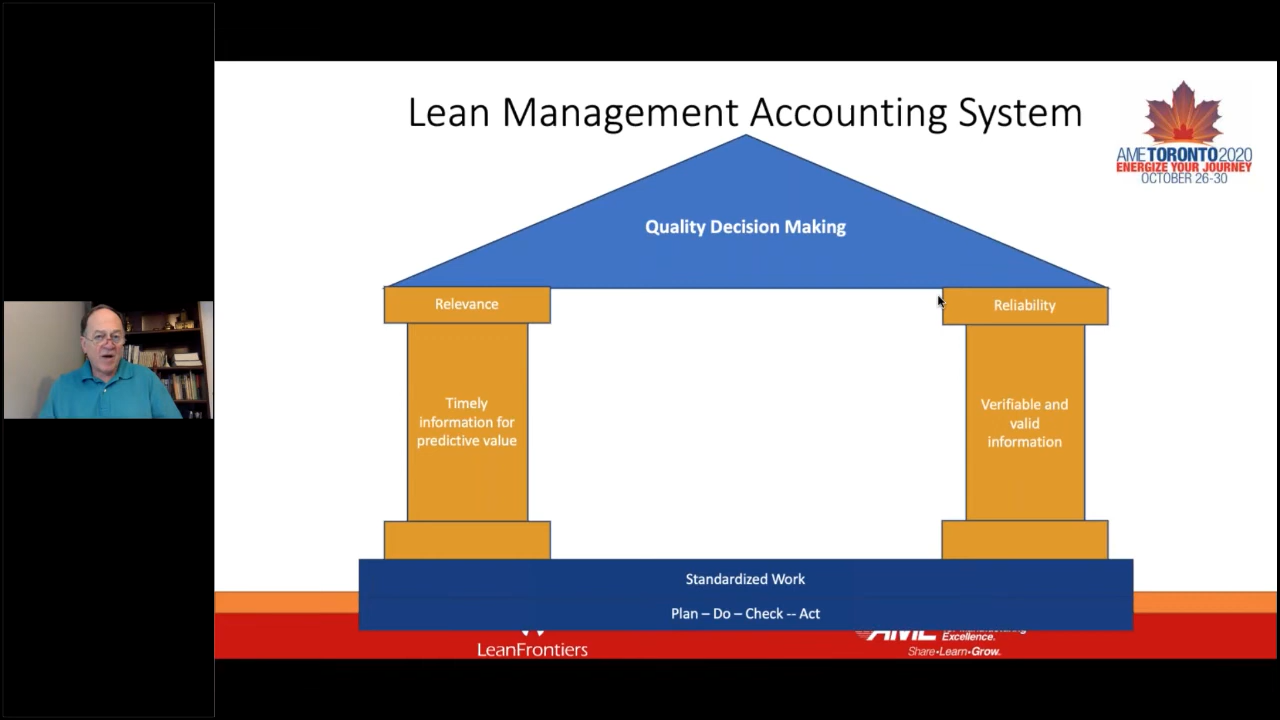 Lean Management Accounting System
AMETORONTO2020
ENERGIZE YOUR JOURNEY
OCTOBER 26-30
Quality Decision Making
Relevance
Reliability
Timely
information for
predictive value
Verifiable and
valid
information
Standardized Work
Plan – Do – Check -- Act
LeanFrontiers
AME
Excellence.
Share•Learn•Grow.